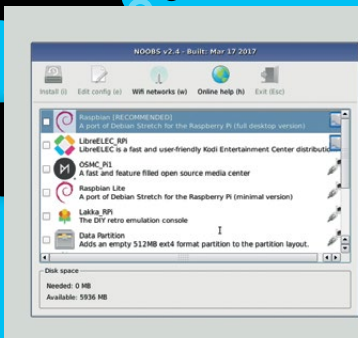 NOOBS v2.4 - Built: Mar 17 2017
Install (i) Edit config (e) Wifi networks (w) Online help (h) Exit (Esc)
Raspbian [RECOMMENDED]
A port of Debian Stretch for the Raspberry Pi (full desktop version)
LibreELEC_RPi
LibreELEC is a fast and user-friendly Kodi Entertainment Center distributio
OSMC_Pi1
A fast and feature filled open source media center
Raspbian Lite
A port of Debian Stretch for the Raspberry Pi (minimal version)
Lakka_RPi
The DIY retro emulation console
Data Partition
Adds an empty 512MB ext4 format partition to the partition layout.
Disk space
Needed: 0 MB
Available: 5936 MB